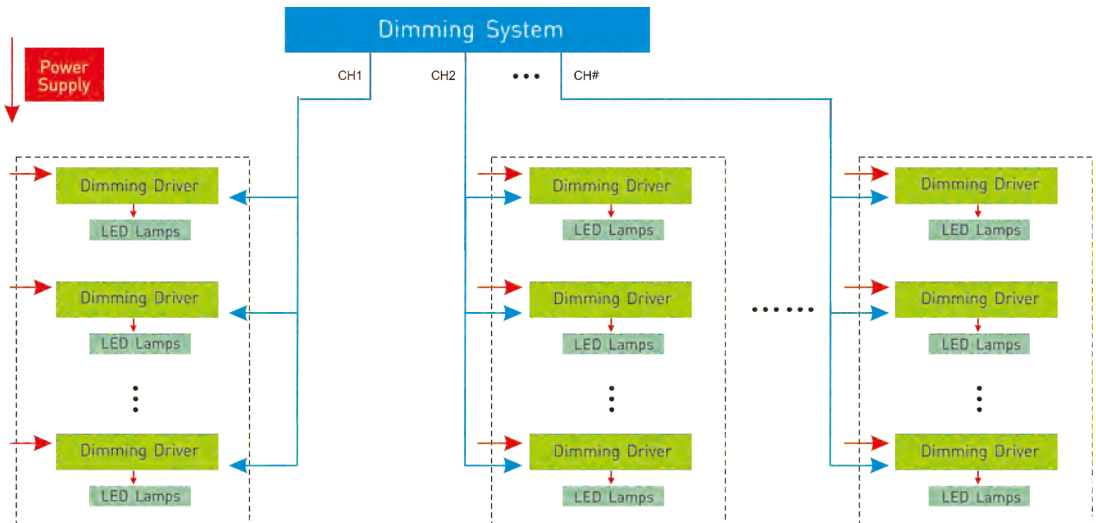 Dimming System
Power
Supply
CH1
CH2
•••
CH#
Dimming Driver
LED Lamps
Dimming Driver
LED Lamps
Dimming Driver
LED Lamps
Dimming Driver
LED Lamps
Dimming Driver
LED Lamps
Dimming Driver
LED Lamps
Dimming Driver
LED Lamps
Dimming Driver
LED Lamps
Dimming Driver
LED Lamps